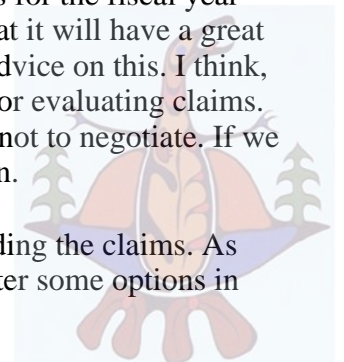 s for the fiscal year
at it will have a great
dvice on this. I think,
or evaluating claims.
not to negotiate. If we
n.
ding the claims. As
ter some options in